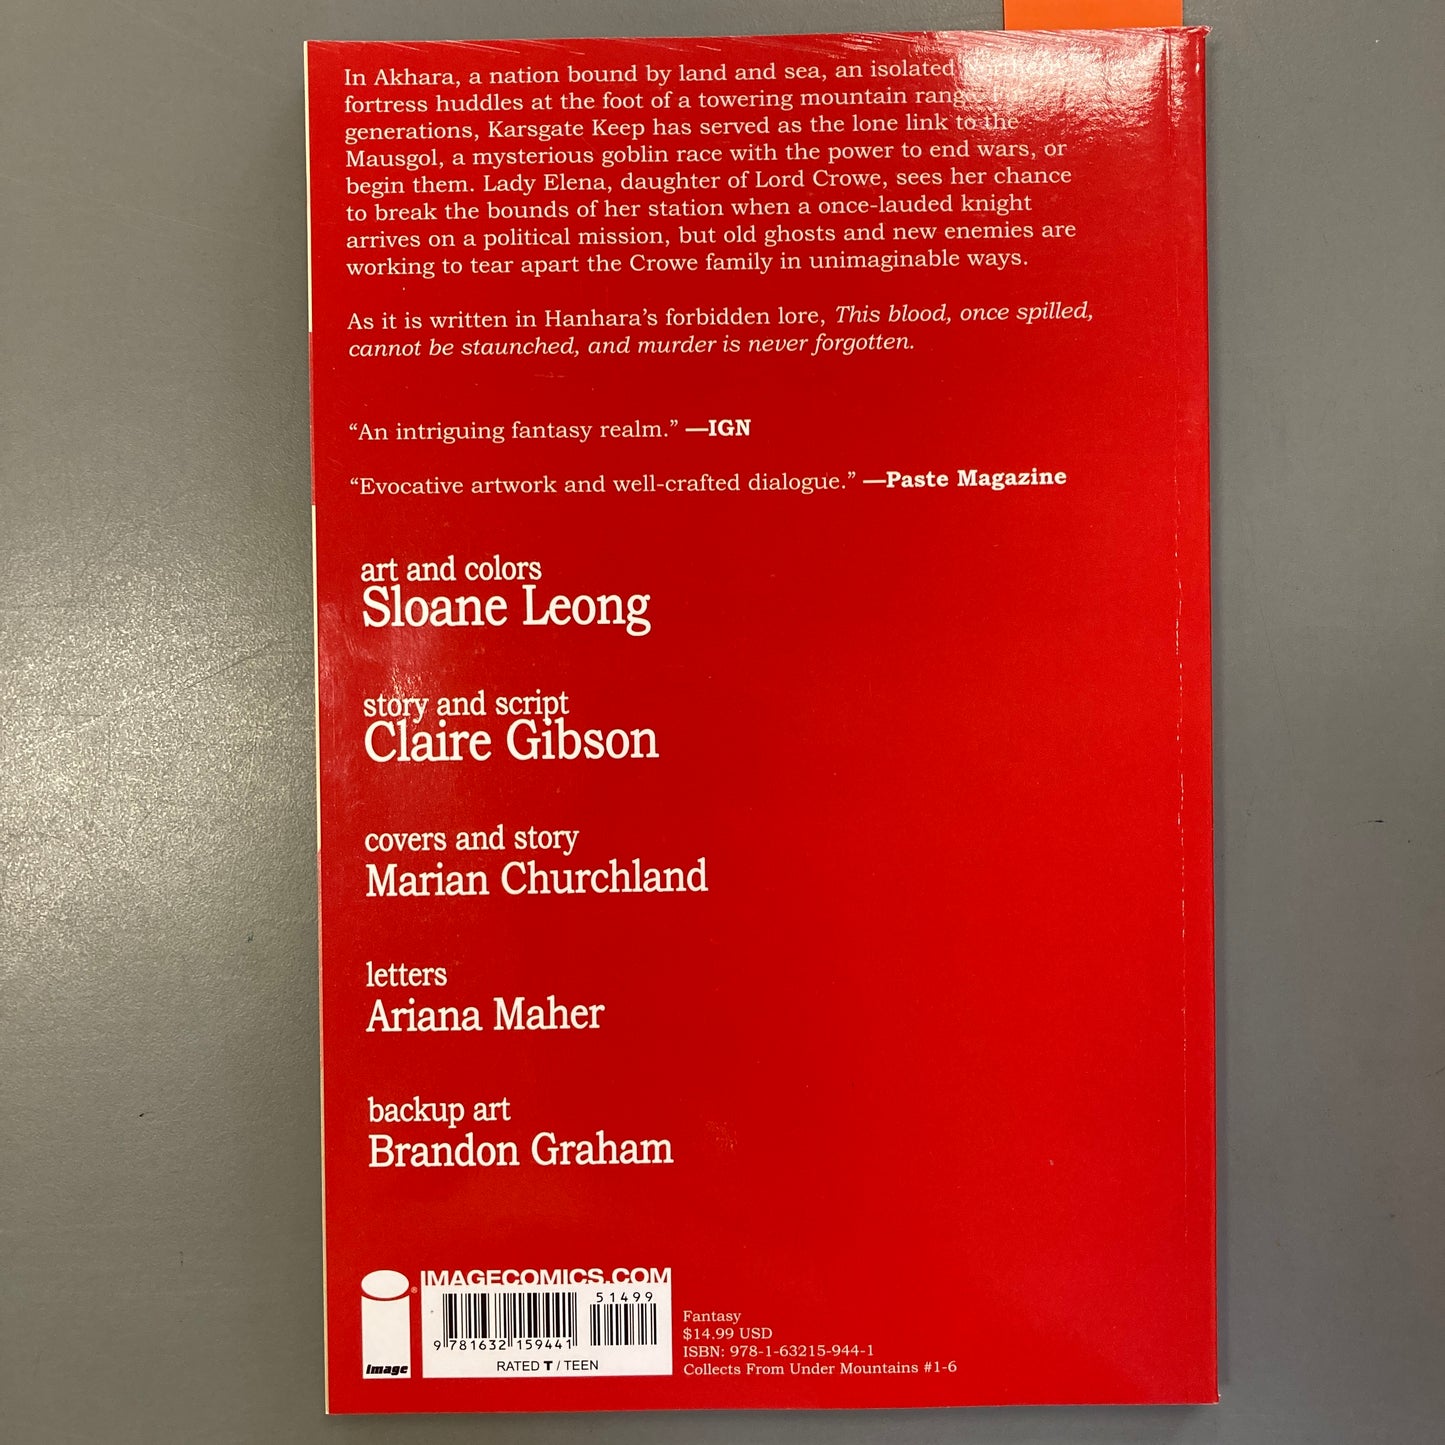 In Akhara, a nation bound by land and sea, an isolated Northern
fortress huddles at the foot of a towering mountain range. For
generations, Karsgate Keep has served as the lone link to the
Mausgol, a mysterious goblin race with the power to end wars, or
begin them. Lady Elena, daughter of Lord Crowe, sees her chance
to break the bounds of her station when a once-lauded knight
arrives on a political mission, but old ghosts and new enemies are
working to tear apart the Crowe family in unimaginable ways.
As it is written in Hanhara's forbidden lore, This blood, once spilled,
cannot be staunched, and murder is never forgotten.
“An intriguing fantasy realm.” —IGN
“Evocative artwork and well-crafted dialogue.” —Paste Magazine
art and colors
Sloane Leong
story and script
Claire Gibson
covers and story
Marian Churchland
letters
Ariana Maher
backup art
Brandon Graham
IMAGECOMICS.COM
51499
9 781632 159441
RATED T / TEEN
image
®
Fantasy
$14.99 USD
ISBN: 978-1-63215-944-1
Collects From Under Mountains #1-6